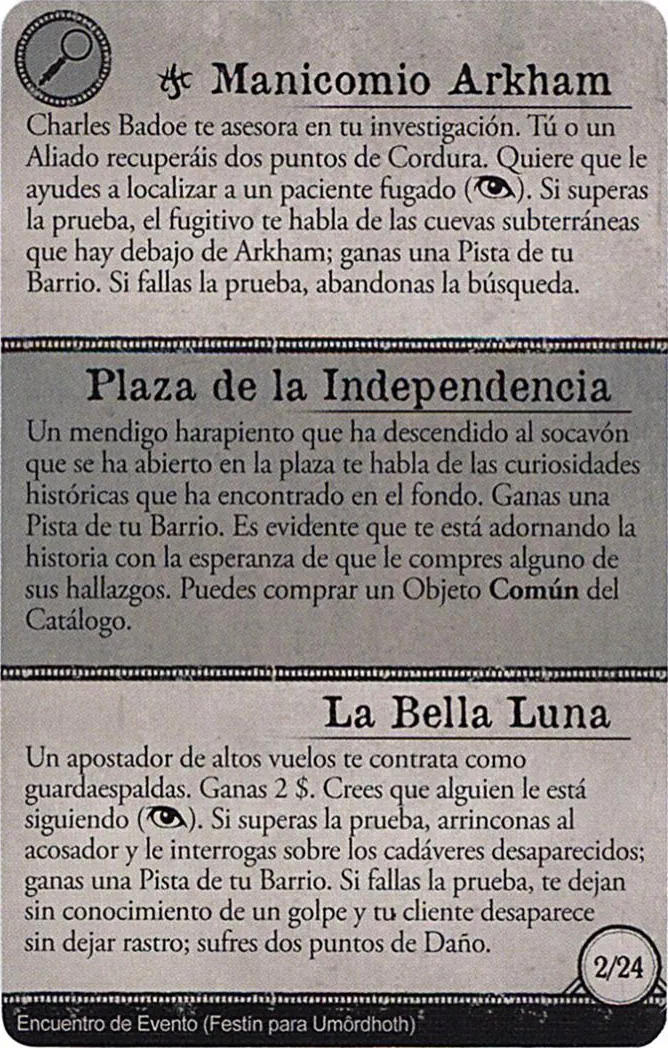 Manicomio Arkham
Charles Badoe te asesora en tu investigación. Tú o un
Aliado recuperáis dos puntos de Cordura. Quiere que le
ayudes a localizar a un paciente fugado (). Si superas
la prueba, el fugitivo te habla de las cuevas subterráneas
que hay debajo de Arkham; ganas una Pista de tu
Barrio. Si fallas la prueba, abandonas la búsqueda.
Plaza de la Independencia
Un mendigo harapiento que ha descendido al socavón
que se ha abierto en la plaza te habla de las curiosidades
históricas que ha encontrado en el fondo. Ganas una
Pista de tu Barrio. Es evidente que te está adornando la
historia con la esperanza de que le compres alguno de
sus hallazgos. Puedes comprar un Objeto Común del
Catálogo.
La Bella Luna
Un apostador de altos vuelos te contrata como
guardaespaldas. Ganas 2 $. Crees que alguien le está
siguiendo (). Si superas la prueba, arrinconas al
acosador y le interrogas sobre los cadáveres desaparecidos;
ganas una Pista de tu Barrio. Si fallas la prueba, te dejan
sin conocimiento de un golpe y tu cliente desaparece
sin dejar rastro; sufres dos puntos de Daño.
2/24
Encuentro de Evento (Festin para Umôrdhoth)